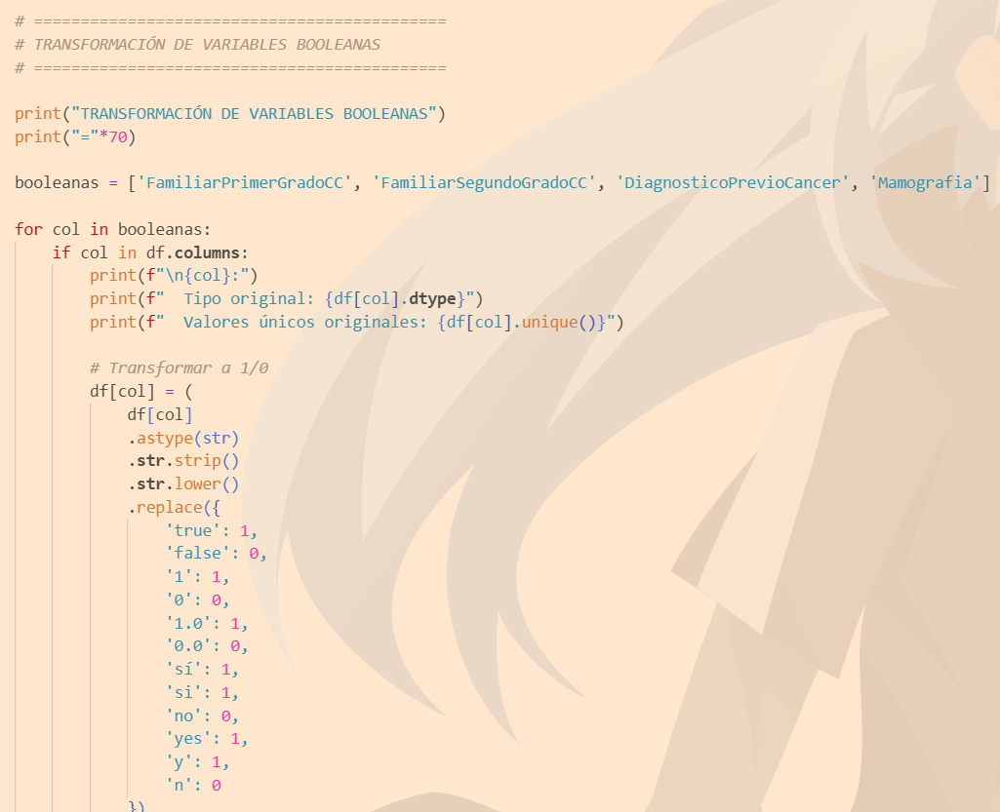 # ============================================
# TRANSFORMACIÓN DE VARIABLES BOOLEANAS
# ============================================

print("TRANSFORMACIÓN DE VARIABLES BOOLEANAS")
print("="*70)

booleanas = ['FamiliarPrimerGradoCC', 'FamiliarSegundoGradoCC', 'DiagnosticoPrevioCancer', 'Mamografia']

for col in booleanas:
    if col in df.columns:
        print(f"\n{col}:")
        print(f"  Tipo original: {df[col].dtype}")
        print(f"  Valores únicos originales: {df[col].unique()}")

        # Transformar a 1/0
        df[col] = (
            df[col]
            .astype(str)
            .str.strip()
            .str.lower()
            .replace({
                'true': 1,
                'false': 0,
                '1': 1,
                '0': 0,
                '1.0': 1,
                '0.0': 0,
                'sí': 1,
                'si': 1,
                'no': 0,
                'yes': 1,
                'y': 1,
                'n': 0
            })